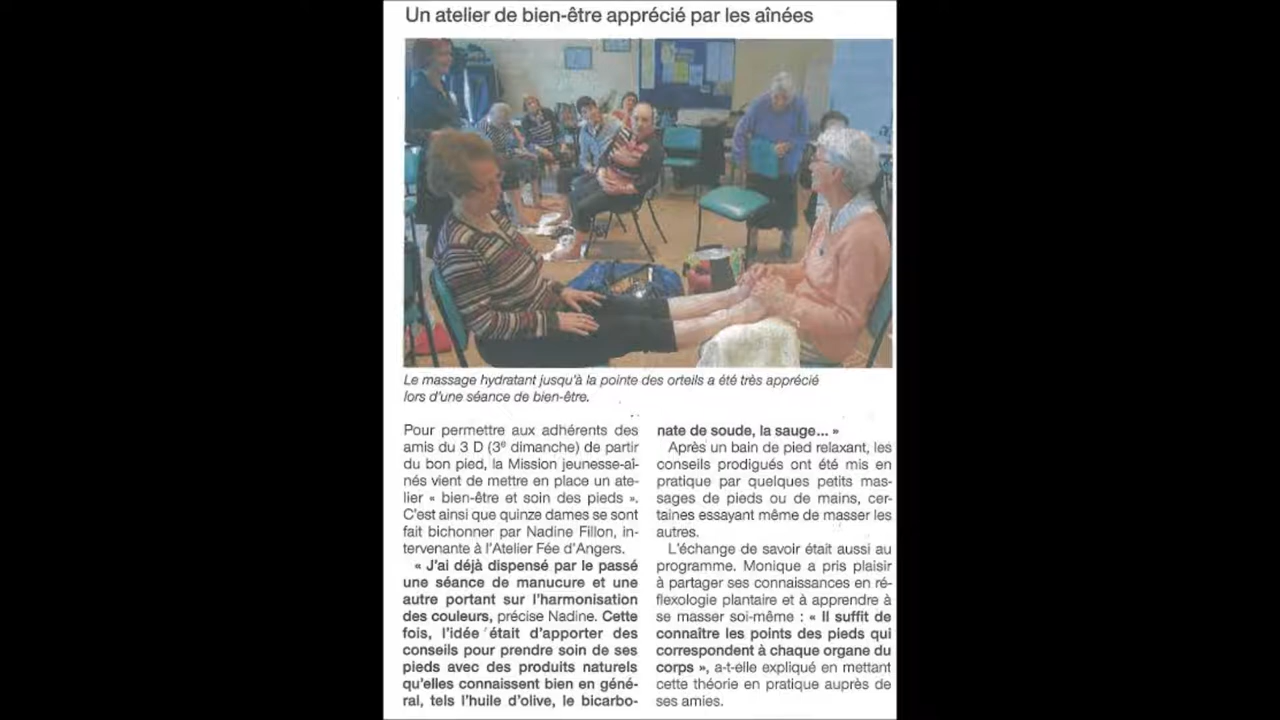 Un atelier de bien-être apprécié par les aînées
Le massage hydratant jusqu'à la pointe des orteils a été très apprécié
lors d'une séance de bien-être.
Pour permettre aux adhérents des
amis du 3 D (3e dimanche) de partir
du bon pied, la Mission jeunesse-aî-
nés vient de mettre en place un ate-
lier « bien-être et soin des pieds ».
C'est ainsi que quinze dames se sont
fait bichonner par Nadine Fillon, in-
tervenante à l'Atelier Fée d'Angers.
« J'ai déjà dispensé par le passé
une séance de manucure et une
autre portant sur l'harmonisation
des couleurs, précise Nadine. Cette
fois, l'idée était d'apporter des
conseils pour prendre soin de ses
pieds avec des produits naturels
qu'elles connaissent bien en géné-
ral, tels l'huile d'olive, le bicarbo-
nate de soude, la sauge... »
Après un bain de pied relaxant, les
conseils prodigués ont été mis en
pratique par quelques petits mas-
sages de pieds ou de mains, cer-
taines essayant même de masser les
autres.
L'échange de savoir était aussi au
programme. Monique a pris plaisir
à partager ses connaissances en ré-
flexologie plantaire et à apprendre à
se masser soi-même : « Il suffit de
connaître les points des pieds qui
correspondent à chaque organe du
corps », a-t-elle expliqué en mettant
cette théorie en pratique auprès de
ses amies.